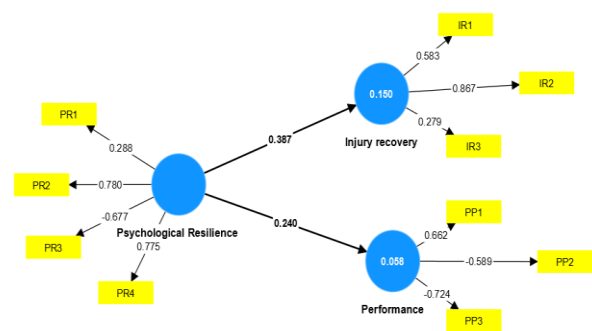 IR1
0.583
0.150
0.867
IR2
0.279
IR3
Injury recovery
PR1
0.288
0.387
PR2
0.780
-0.677
PR3
0.775
PR4
Psychological Resilience
0.240
PP1
0.662
0.058
-0.589
PP2
-0.724
PP3
Performance